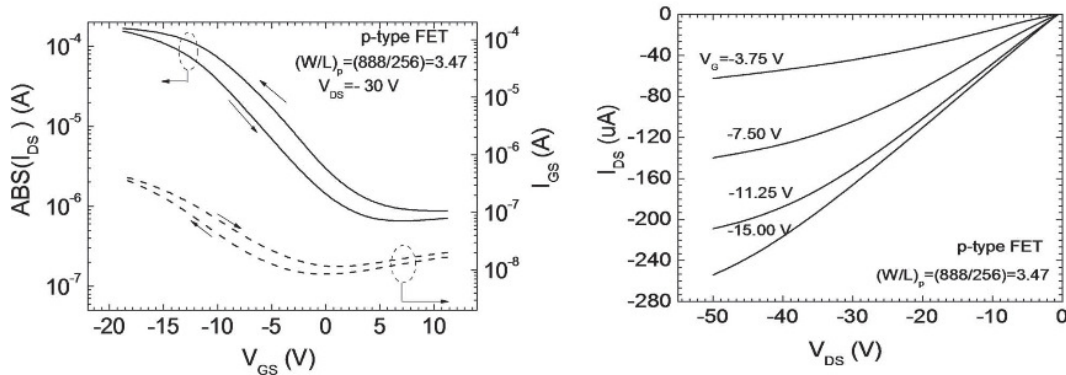 10⁻⁴
10⁻⁵
10⁻⁶
10⁻⁷
ABS(I_DS) (A)
p-type FET
(W/L)_p=(888/256)=3.47
V_DS=- 30 V
10⁻⁴
10⁻⁵
10⁻⁶
10⁻⁷
10⁻⁸
I_GS (A)
-20 -15 -10 -5 0 5 10
V_GS (V)
0
-40
-80
-120
-160
-200
-240
-280
I_DS (uA)
V_G=-3.75 V
-7.50 V
-11.25 V
-15.00 V
p-type FET
(W/L)_p=(888/256)=3.47
-50 -40 -30 -20 -10 0
V_DS (V)